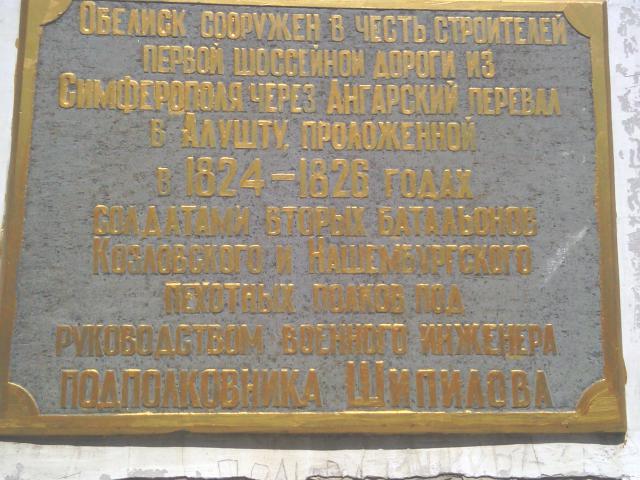 Обелиск сооружен в честь строителей
первой шоссейной дороги из
Симферополя через Ангарский перевал
в Алушту, проложенной
в 1824-1826 годах
солдатами вторых батальонов
Козловского и Нашембургского
пехотных полков под
руководством военного инженера
подполковника Шипилова